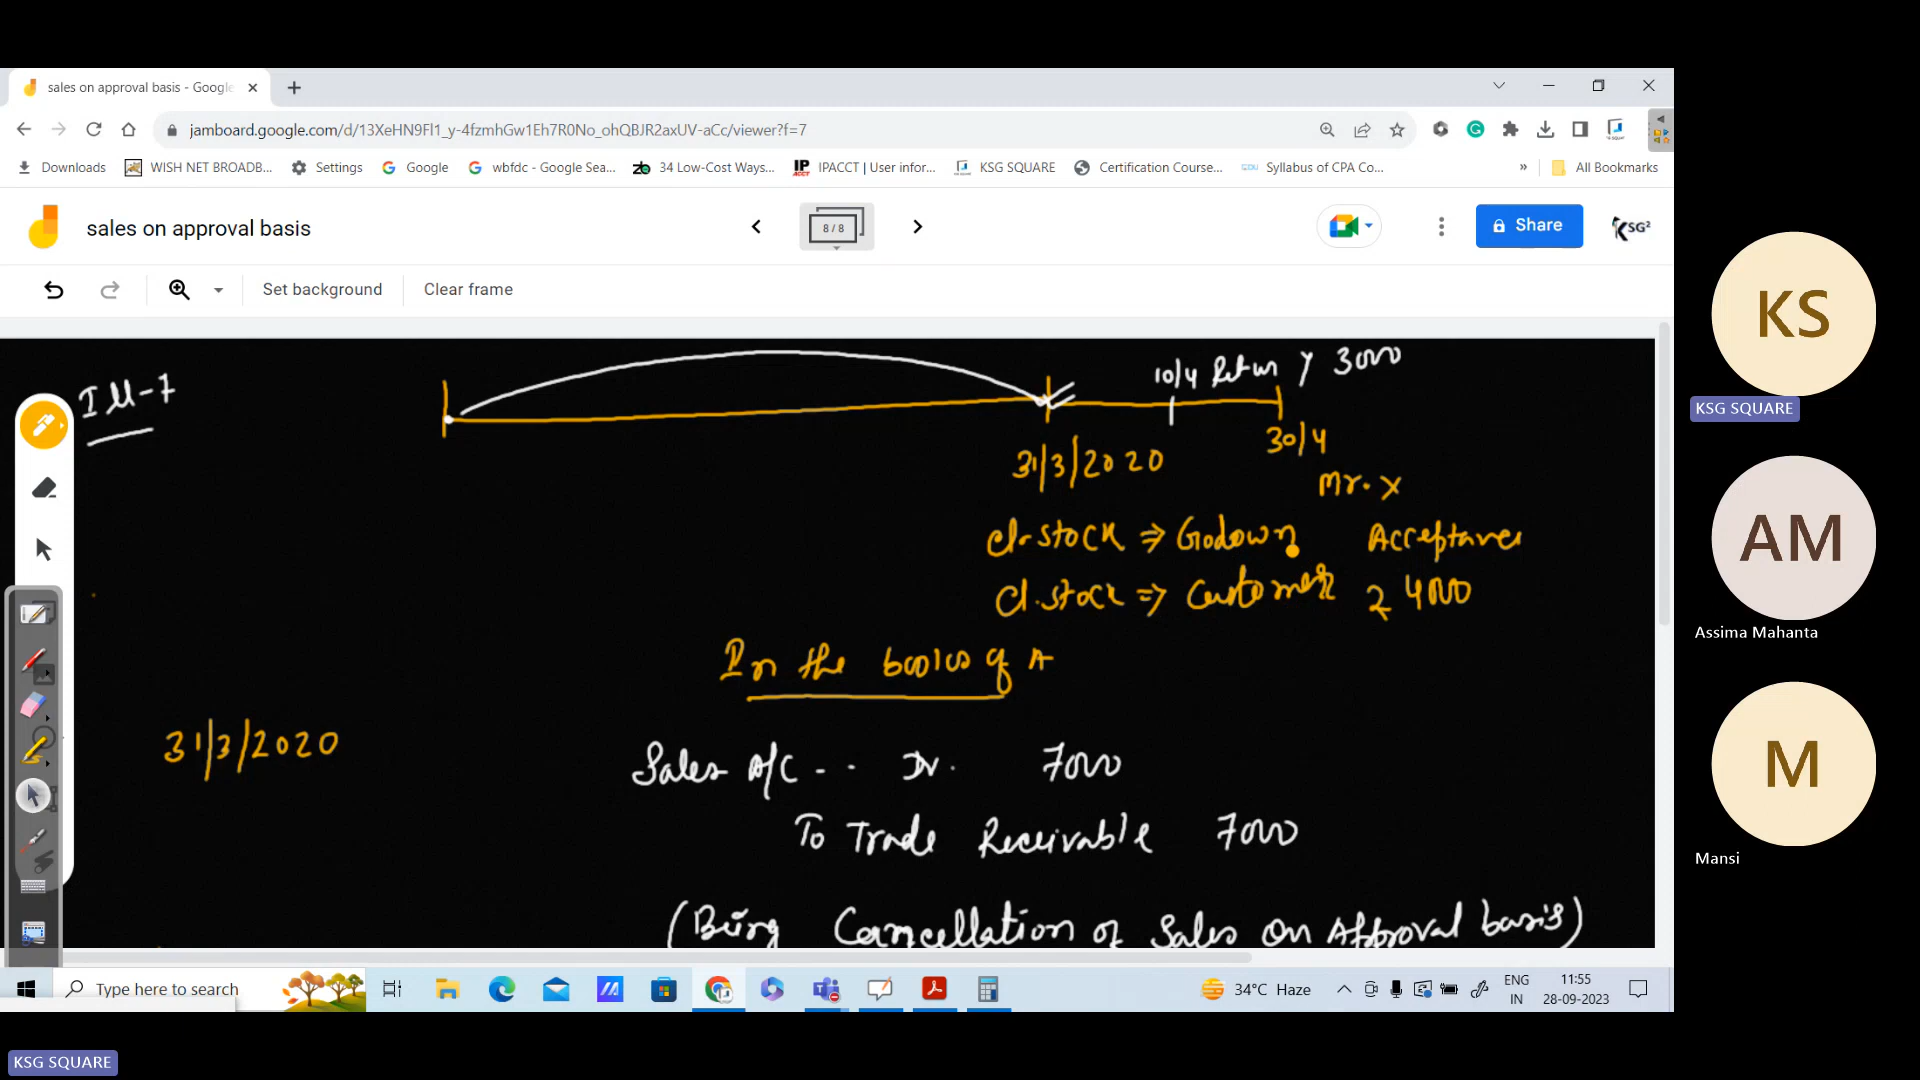 sales on approval basis - Google
jamboard.google.com/d/13XeHN9Fl1_y-4fzmhGw1Eh7R0No_ohQBJR2axUV-aCc/viewer?f=7
Downloads WISH NET BROADB... Settings Google wbfdc - Google Sea... 34 Low-Cost Ways... IPACCT | User infor... KSG SQUARE Certification Course... Syllabus of CPA Co... » All Bookmarks
sales on approval basis
8 / 8
Share
KSG²
Set background
Clear frame
Ill-7
10/4 Return 3000
31/3/2020
30/4
Mr. X
cl. stock ⇒ Godown Acceptance
cl. stock ⇒ Customer 4000
In the books of A
31/3/2020
Sales A/C - - Dr. 7000
To Trade Receivable 7000
(Being Cancellation of Sales on Approval basis)
Type here to search
34°C Haze
ENG
IN
11:55
28-09-2023
KS
KSG SQUARE
AM
Assima Mahanta
M
Mansi
KSG SQUARE